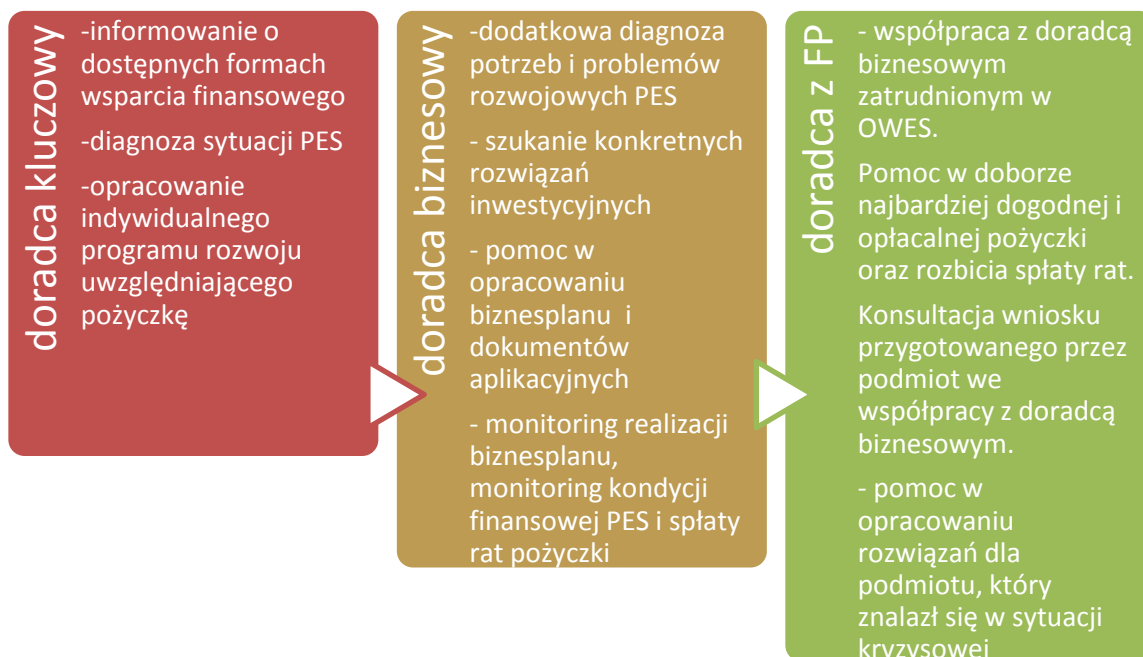 doradca kluczowy
-informowanie o
dostępnych formach
wsparcia finansowego
-diagnoza sytuacji PES
-opracowanie
indywidualnego
programu rozwoju
uwzględniającego
pożyczkę
doradca biznesowy
-dodatkowa diagnoza
potrzeb i problemów
rozwojowych PES
- szukanie konkretnych
rozwiązań
inwestycyjnych
- pomoc w
opracowaniu
biznesplanu i
dokumentów
aplikacyjnych
- monitoring realizacji
biznesplanu,
monitoring kondycji
finansowej PES i spłaty
rat pożyczki
doradca z FP
- współpraca z doradcą
biznesowym
zatrudnionym w
OWES.
Pomoc w doborze
najbardziej dogodnej i
opłacalnej pożyczki
oraz rozbicia spłaty rat.
Konsultacja wniosku
przygotowanego przez
podmiot we
współpracy z doradcą
biznesowym.
- pomoc w
opracowaniu
rozwiązań dla
podmiotu, który
znalazł się w sytuacji
kryzysowej